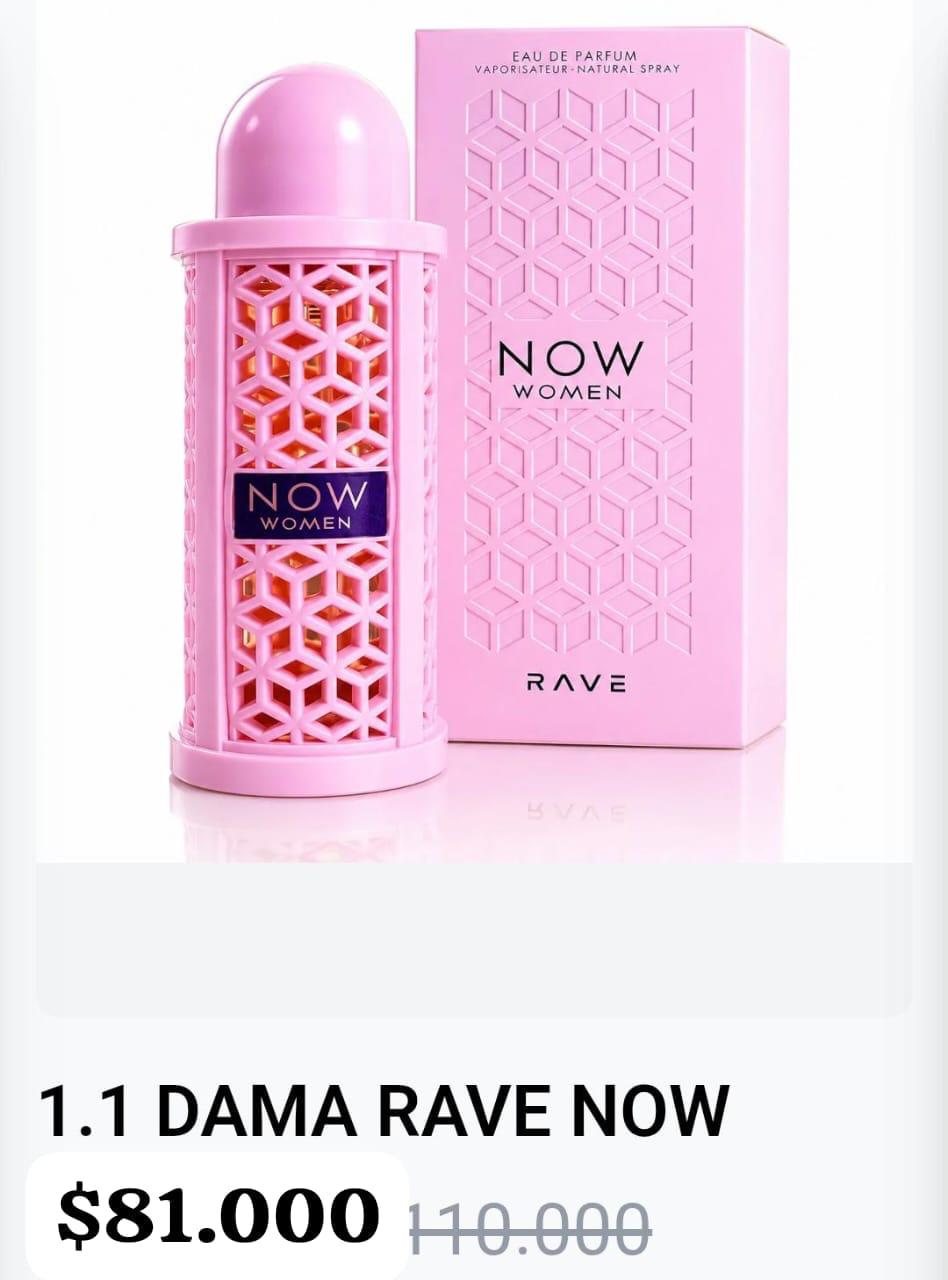 EAU DE PARFUM
VAPORISATEUR-NATURAL SPRAY
NOW
WOMEN
NOW
WOMEN
RAVE
1.1 DAMA RAVE NOW
$81.000 110.000